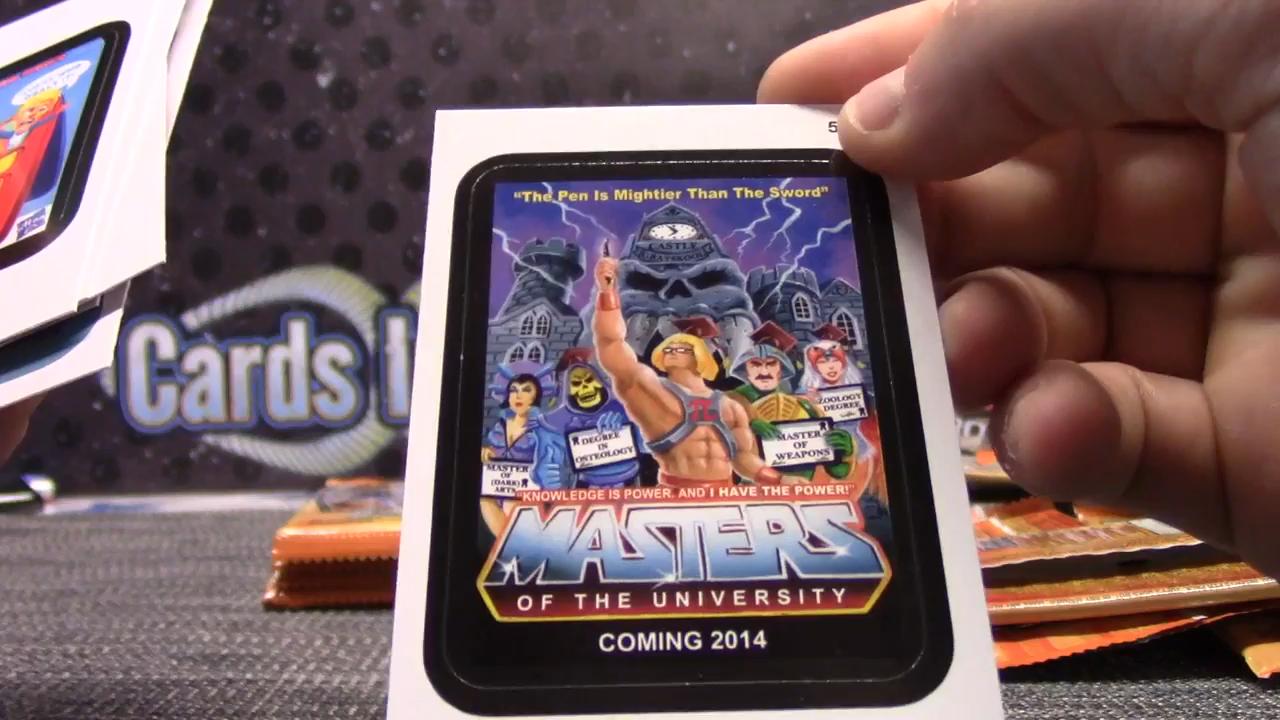 5
"The Pen Is Mightier Than The Sword"
CASTLE
Cards I
ZOOLOGY
DEGREE
DEGREE
IN
OSTEOLOGY
MASTER
OF
WEAPONS
MASTER
OF
(DARK)
ARTS
"KNOWLEDGE IS POWER. AND I HAVE THE POWER!"
MASTERS
OF THE UNIVERSITY
COMING 2014